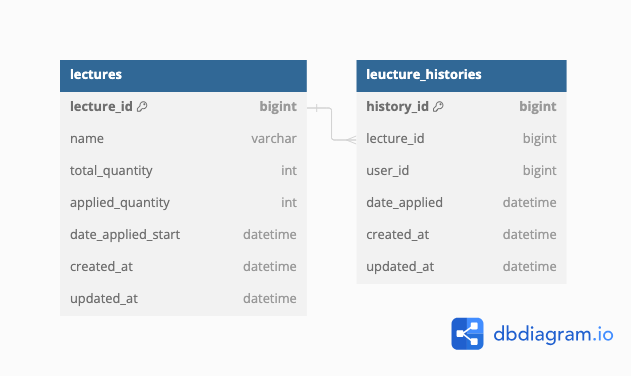 lectures
lecture_id bigint
name varchar
total_quantity int
applied_quantity int
date_applied_start datetime
created_at datetime
updated_at datetime
leucture_histories
history_id bigint
lecture_id bigint
user_id bigint
date_applied datetime
created_at datetime
updated_at datetime
dbdiagram.io